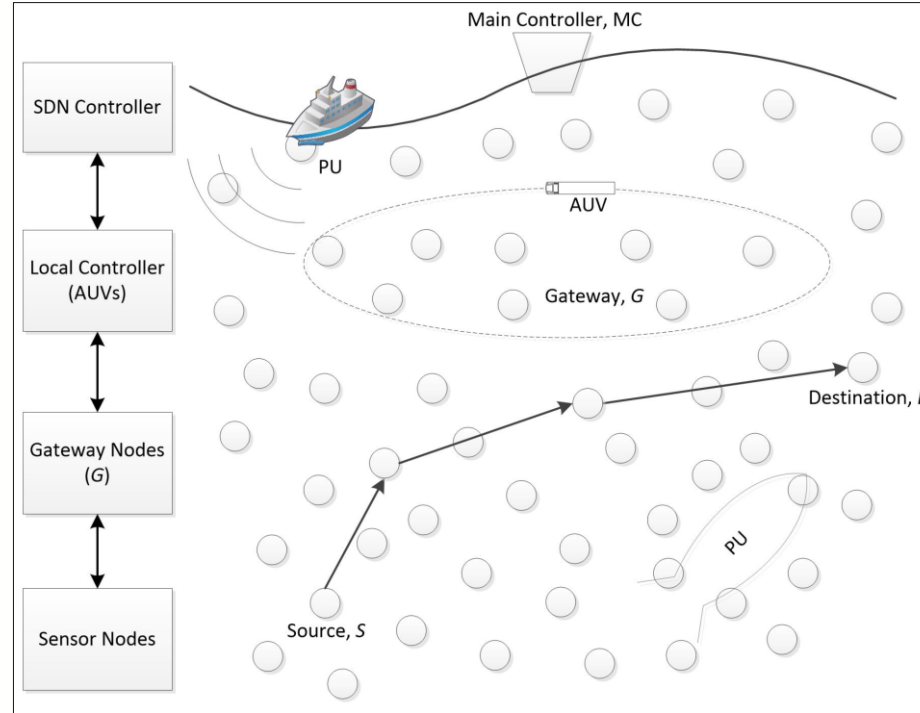 Main Controller, MC
SDN Controller
PU
AUV
Local Controller
(AUVs)
Gateway, G
Destination,
Gateway Nodes
(G)
PU
Source, S
Sensor Nodes